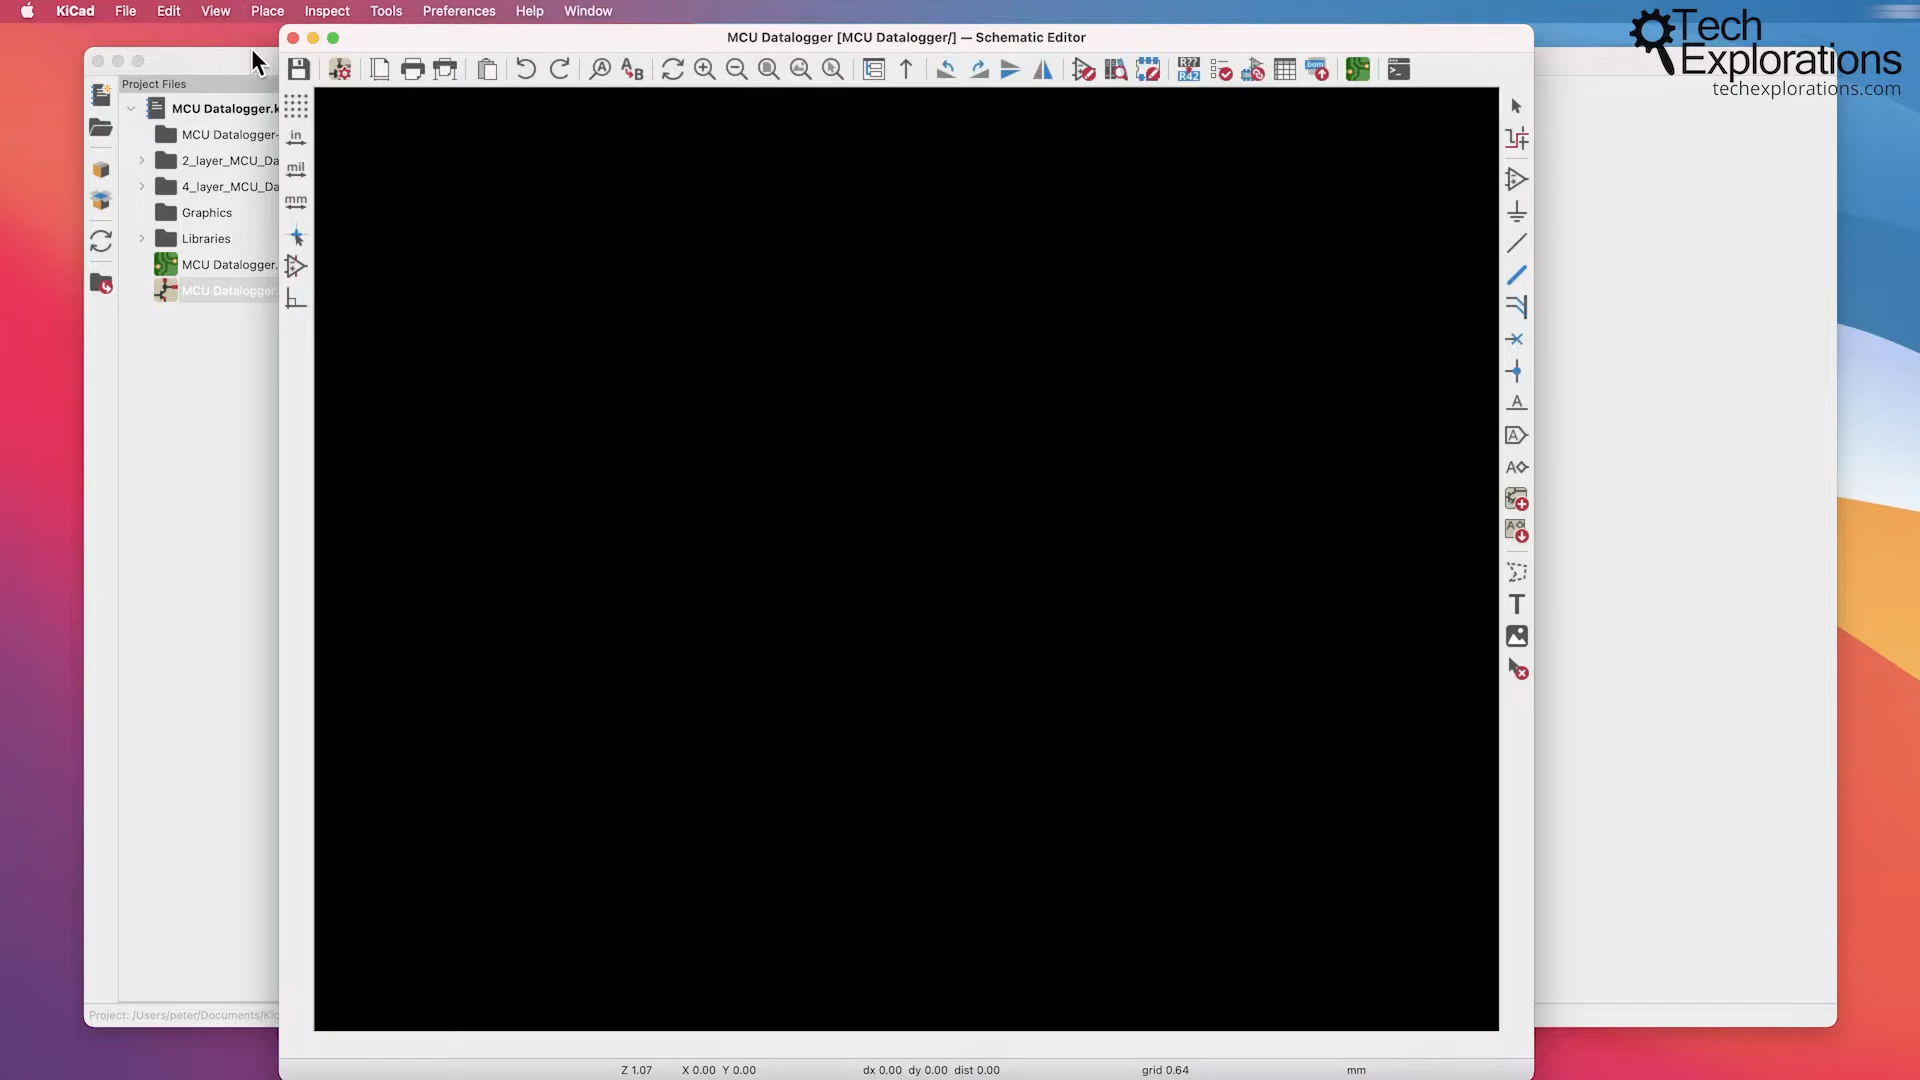 KiCad File Edit View Place Inspect Tools Preferences Help Window
Tech
Explorations
techexplorations.com
MCU Datalogger [MCU Datalogger/] — Schematic Editor
Project Files
MCU Datalogger.k
MCU Datalogger-
2_layer_MCU_Da
4_layer_MCU_Da
Graphics
Libraries
MCU Datalogger.
MCU Datalogger.
in
mil
mm
A
A B
R??
R42
bom
A
A
A
A
T
Project: /Users/peter/Documents/Kic
Z 1.07 X 0.00 Y 0.00 dx 0.00 dy 0.00 dist 0.00 grid 0.64 mm